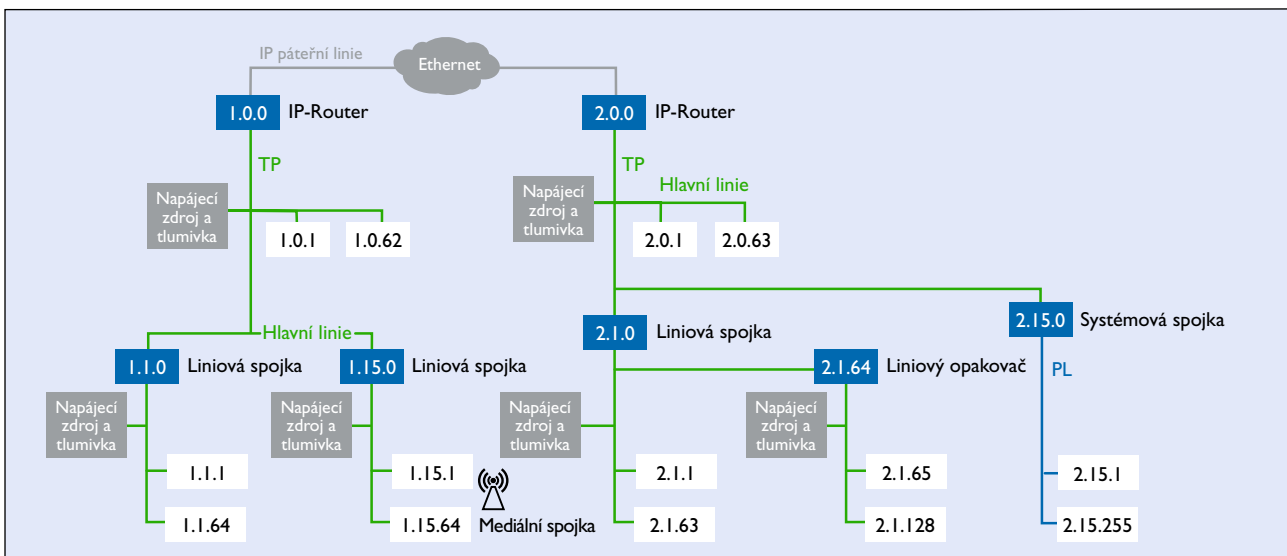 IP páteřní linie
Ethernet
1.0.0 IP-Router
2.0.0 IP-Router
TP
TP
Napájecí
zdroj a
tlumivka
1.0.1
1.0.62
Napájecí
zdroj a
tlumivka
Hlavní linie
2.0.1
2.0.63
Hlavní linie
1.1.0 Liniová spojka
1.15.0 Liniová spojka
2.1.0 Liniová spojka
2.15.0 Systémová spojka
2.1.64 Liniový opakovač
PL
Napájecí
zdroj a
tlumivka
Napájecí
zdroj a
tlumivka
Napájecí
zdroj a
tlumivka
Napájecí
zdroj a
tlumivka
1.1.1
1.15.1
2.1.1
2.1.65
2.15.1
1.1.64
1.15.64 Mediální spojka
2.1.63
2.1.128
2.15.255